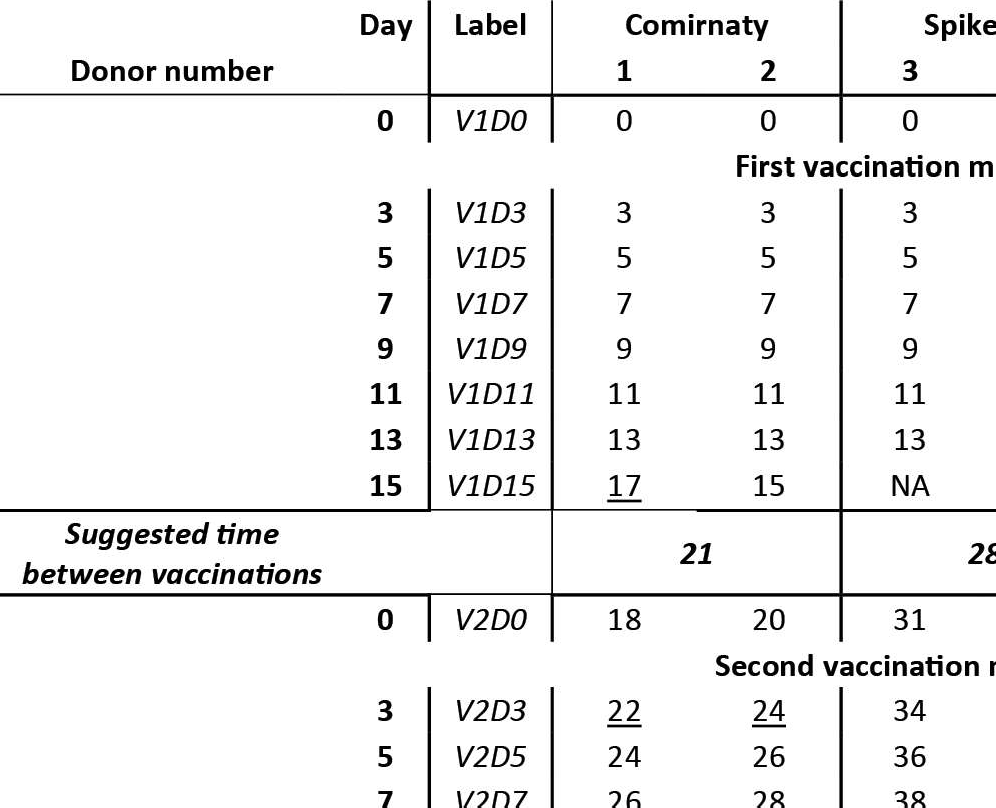 Day Label Comirnaty Spike
Donor number 1 2 3
0 V1D0 0 0 0
First vaccination m
3 V1D3 3 3 3
5 V1D5 5 5 5
7 V1D7 7 7 7
9 V1D9 9 9 9
11 V1D11 11 11 11
13 V1D13 13 13 13
15 V1D15 17 15 NA
Suggested time
between vaccinations 21 28
0 V2D0 18 20 31
Second vaccination
3 V2D3 22 24 34
5 V2D5 24 26 36
7 V2D7 26 28 38